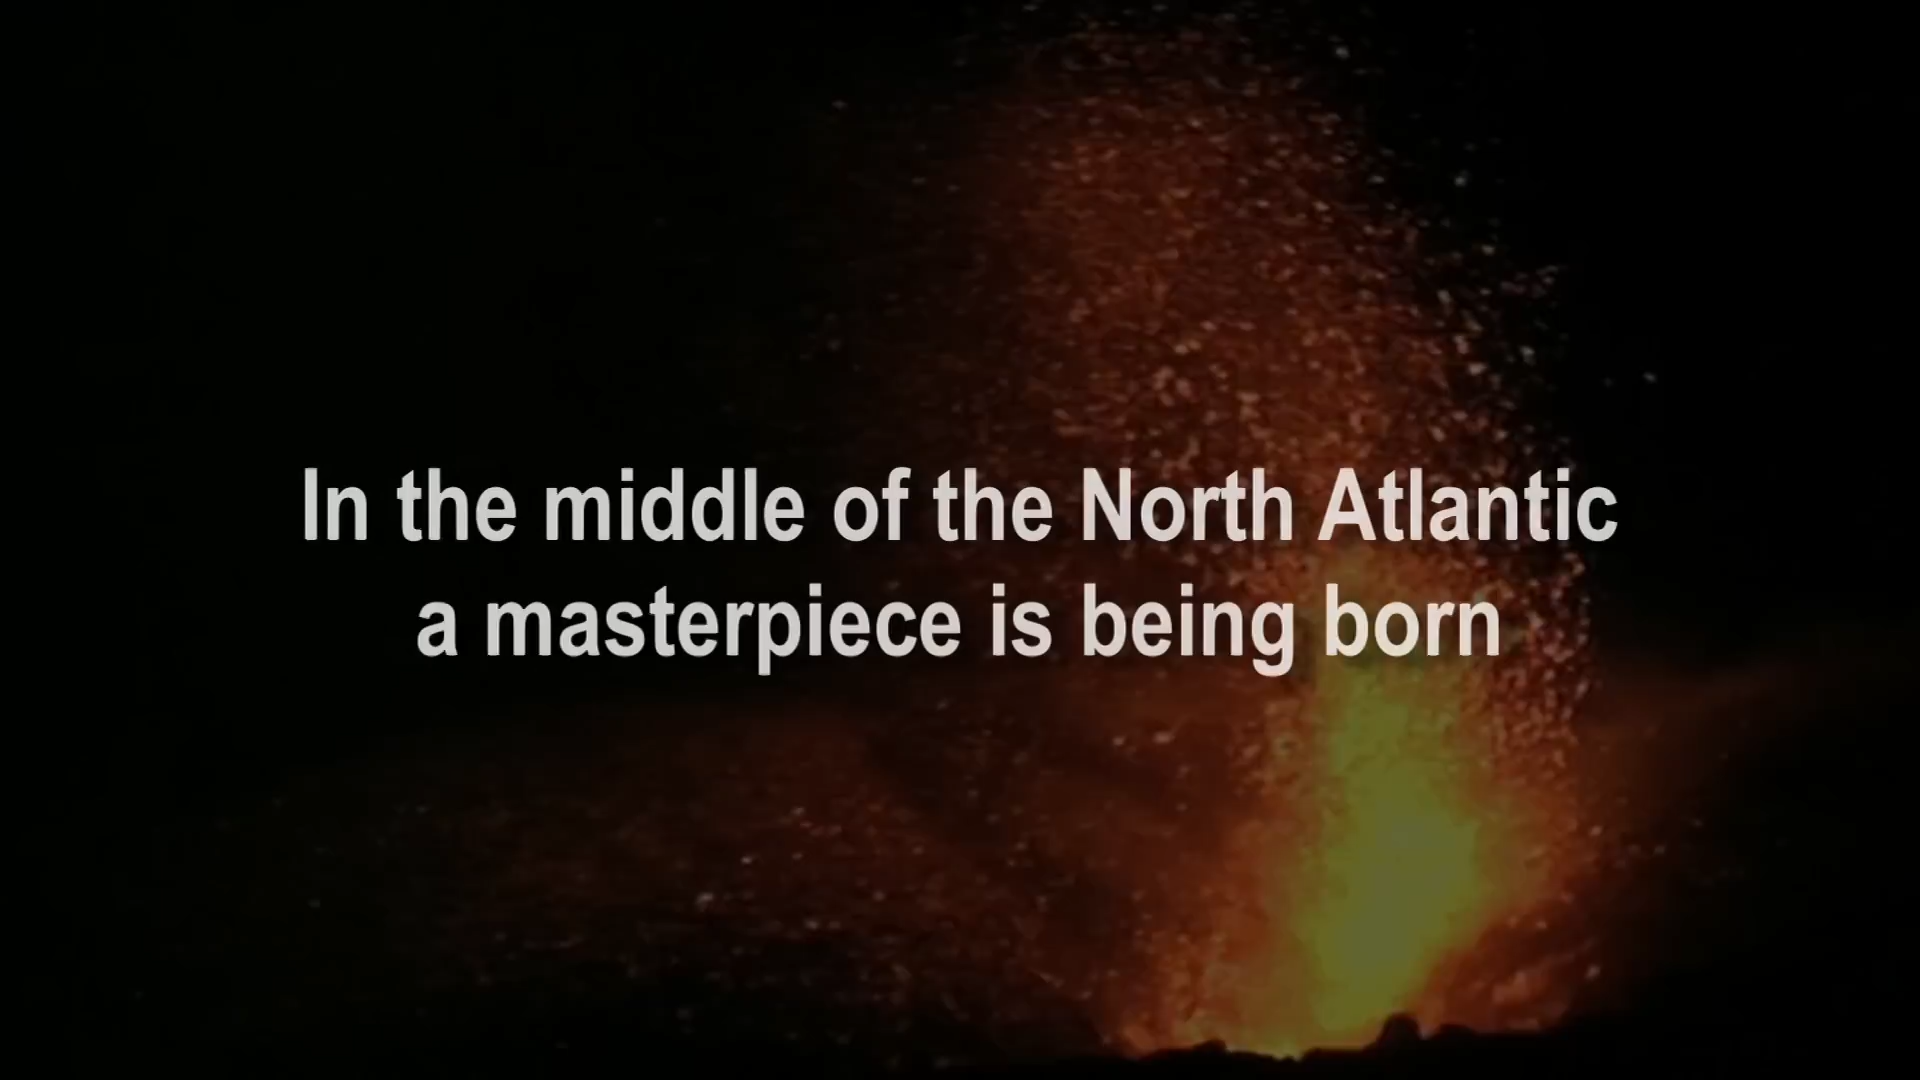 In the middle of the North Atlantic
a masterpiece is being born